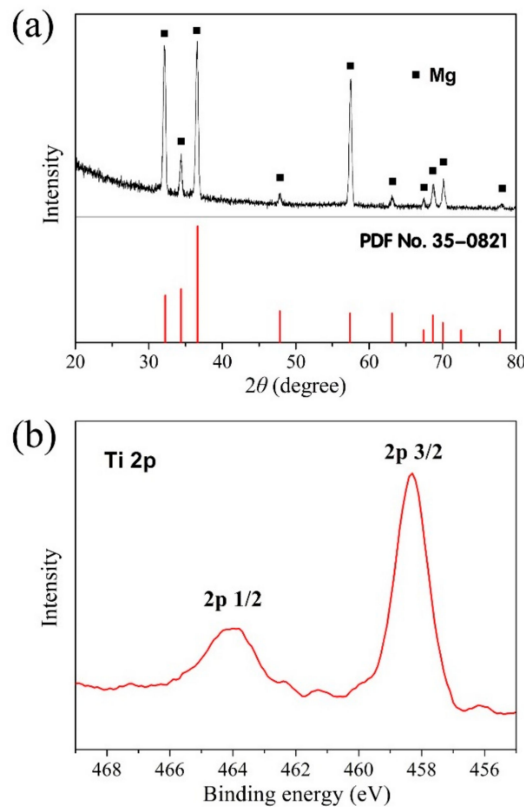 (a)
Mg
Intensity
PDF No. 35-0821
20 30 40 50 60 70 80
2θ (degree)
(b)
Ti 2p
2p 3/2
2p 1/2
Intensity
468 466 464 462 460 458 456
Binding energy (eV)